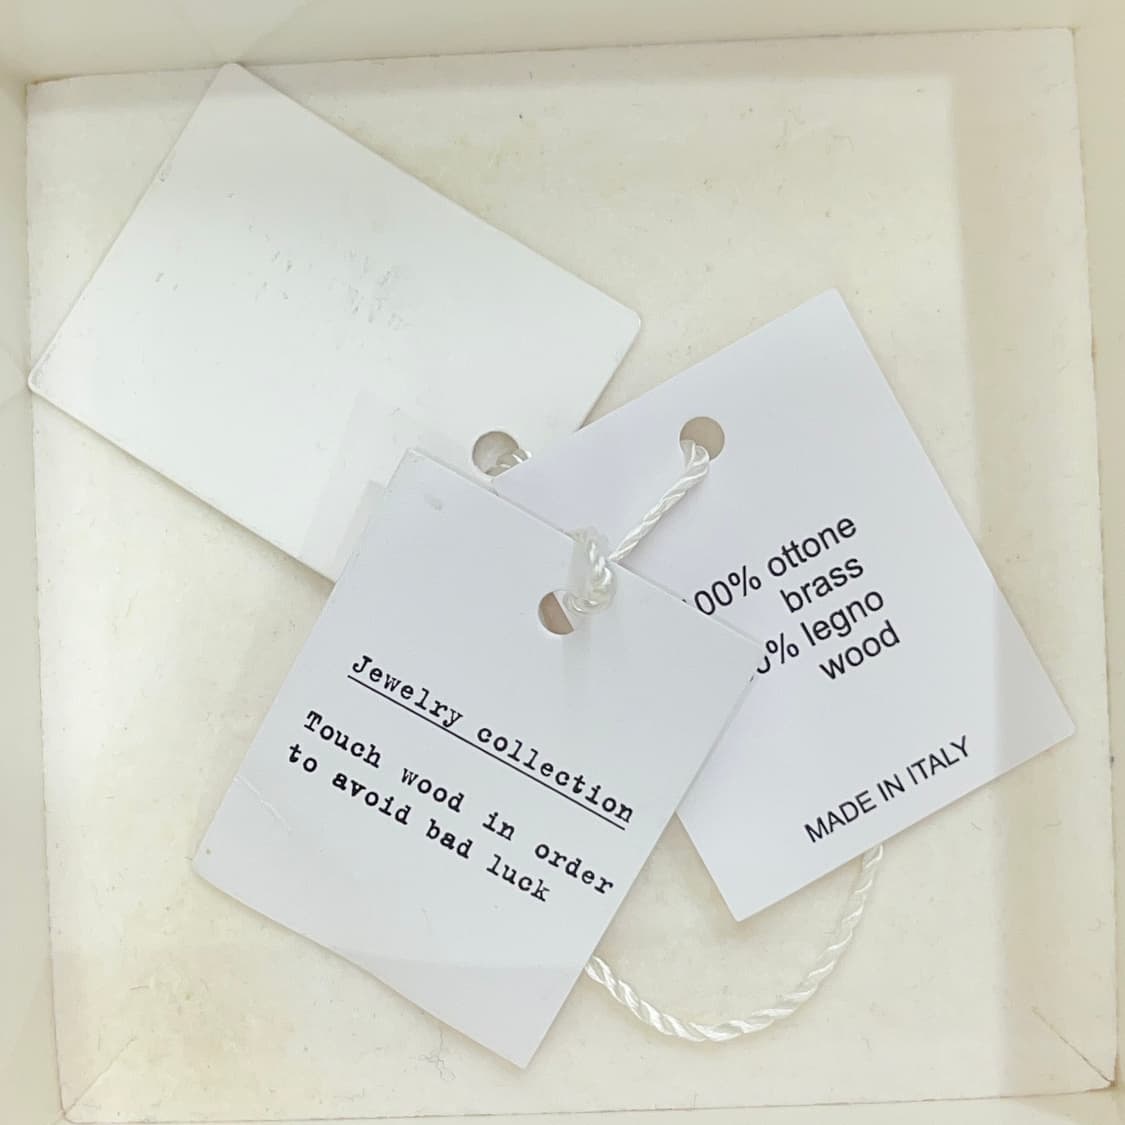 Jewelry collection
Touch wood in order
to avoid bad luck
00% ottone
brass
% legno
wood
MADE IN ITALY